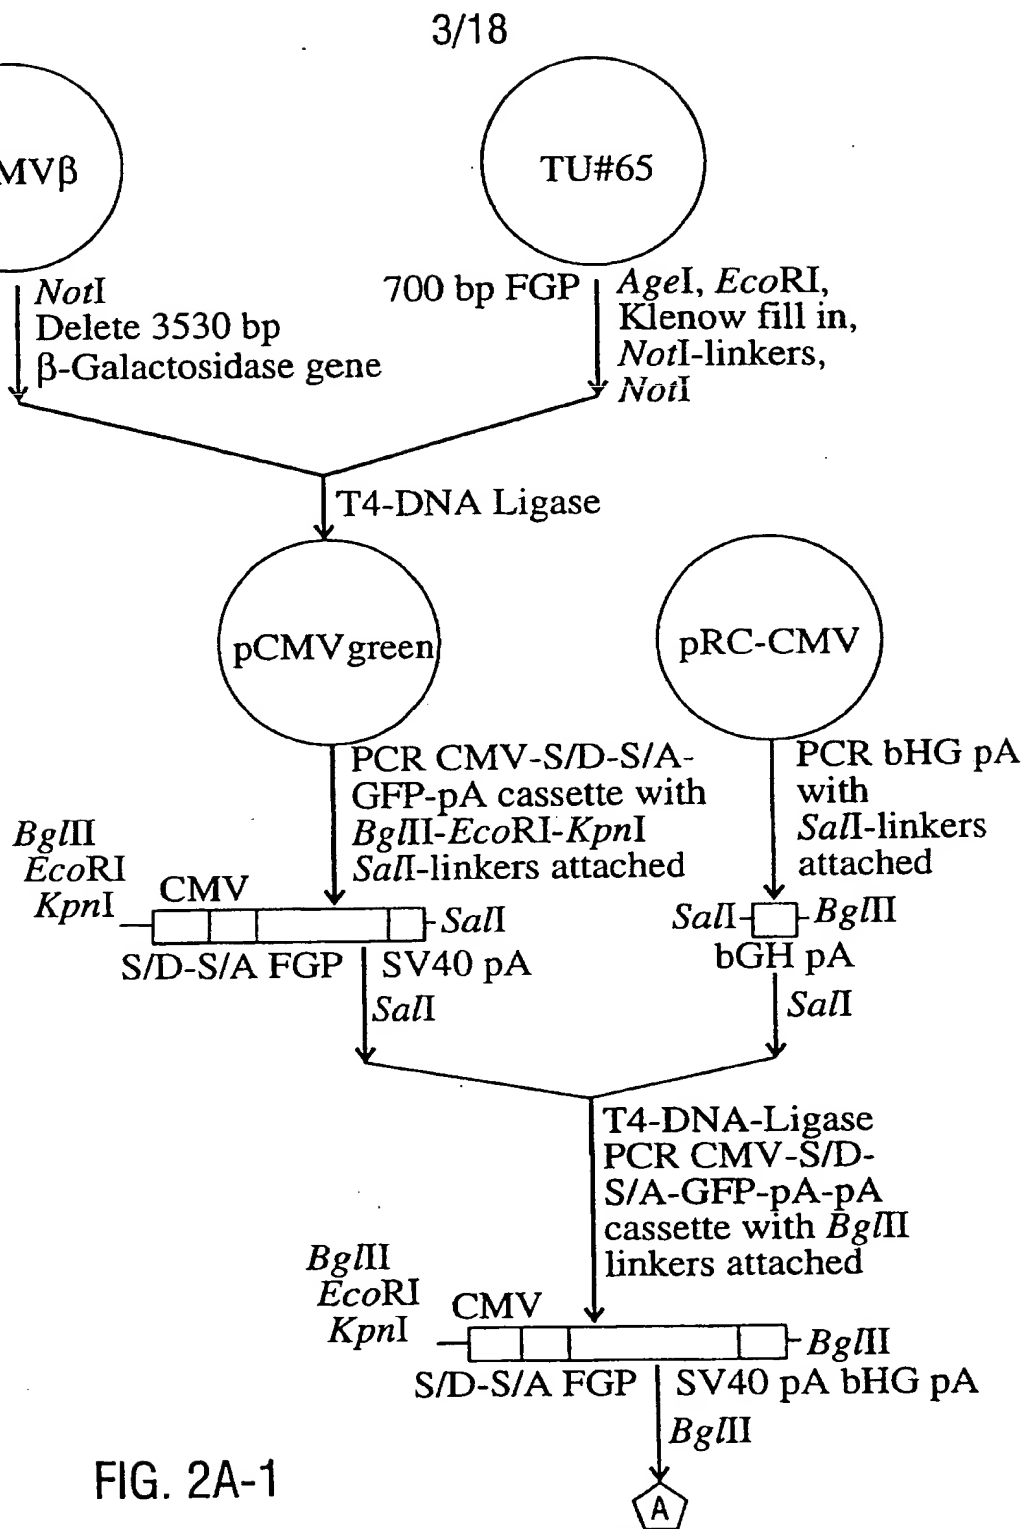 3/18
MVβ
TU#65
NotI
Delete 3530 bp
β-Galactosidase gene
700 bp FGP
AgeI, EcoRI,
Klenow fill in,
NotI-linkers,
NotI
T4-DNA Ligase
pCMVgreen
pRC-CMV
PCR CMV-S/D-S/A-
GFP-pA cassette with
BglII-EcoRI-KpnI
SalI-linkers attached
PCR bHG pA
with
SalI-linkers
attached
BglII
EcoRI
KpnI
CMV
SalI
S/D-S/A FGP
SV40 pA
SalI
SalI
BglII
bGH pA
SalI
T4-DNA-Ligase
PCR CMV-S/D-
S/A-GFP-pA-pA
cassette with BglII
linkers attached
BglII
EcoRI
KpnI
CMV
BglII
S/D-S/A FGP
SV40 pA bHG pA
BglII
A
FIG. 2A-1